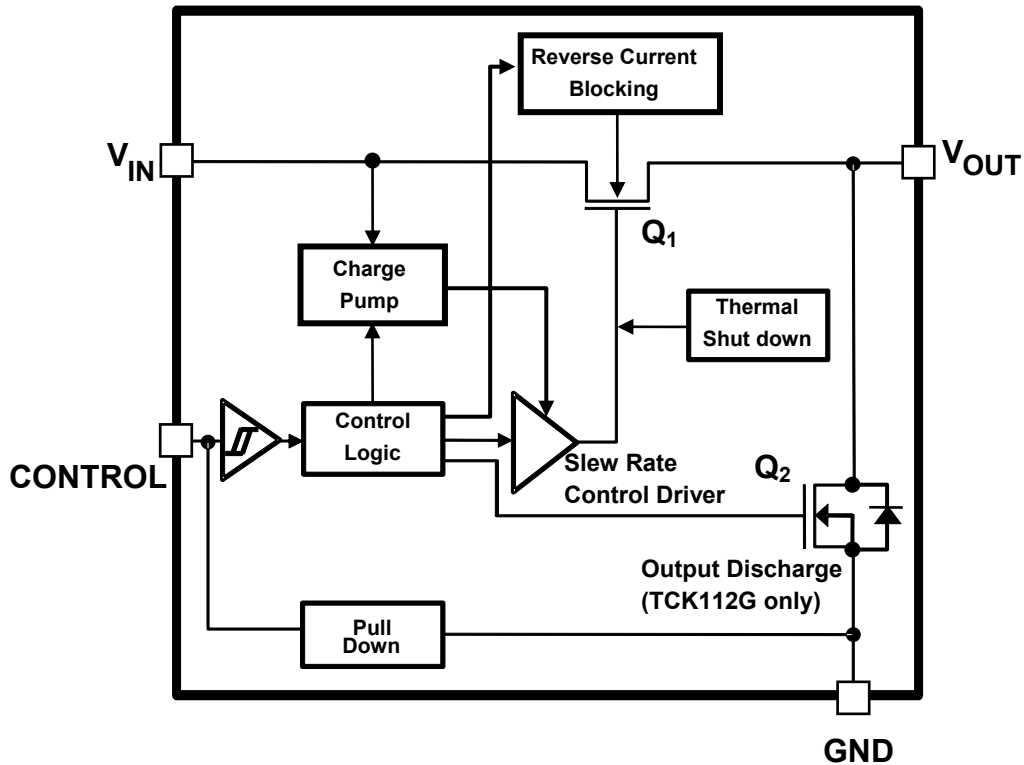 Reverse Current
Blocking
VIN
VOUT
Q1
Charge
Pump
Thermal
Shut down
Control
Logic
CONTROL
Slew Rate
Control Driver
Q2
Output Discharge
(TCK112G only)
Pull
Down
GND